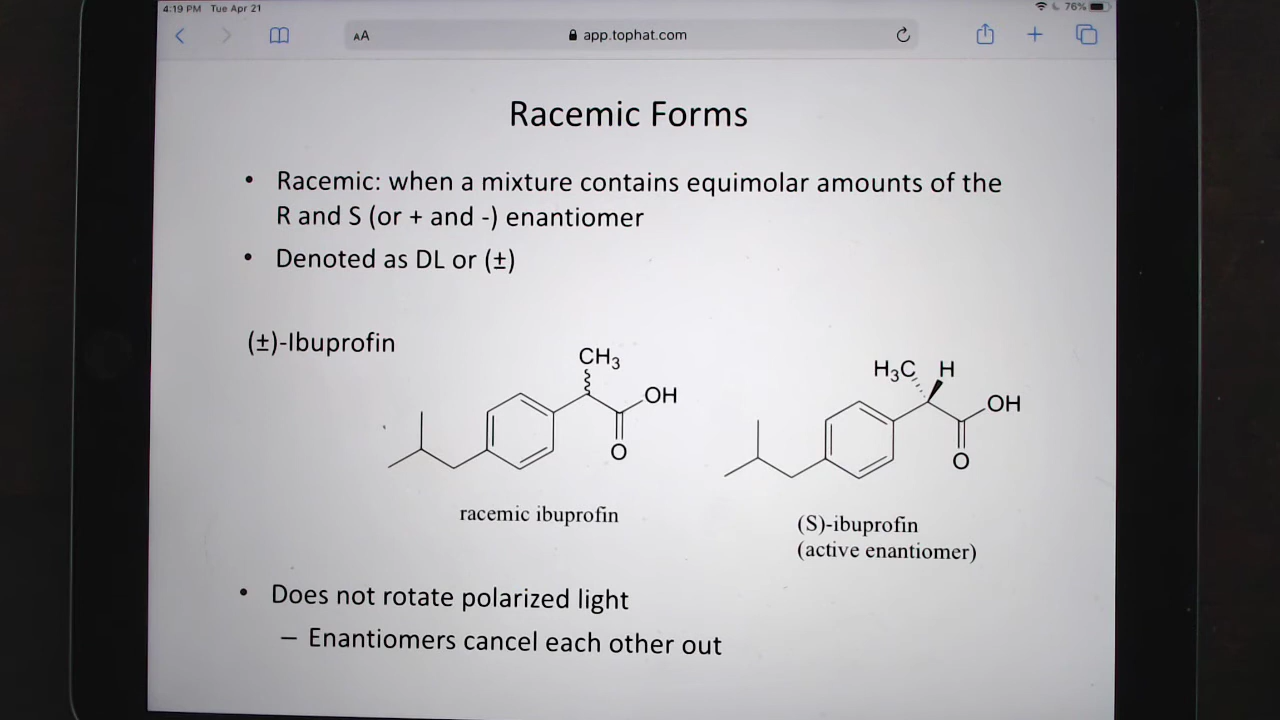 4:19 PM Tue Apr 21
76%
AA
app.tophat.com
Racemic Forms
• Racemic: when a mixture contains equimolar amounts of the
R and S (or + and -) enantiomer
• Denoted as DL or (±)
(±)-Ibuprofin
CH3
OH
O
racemic ibuprofin
H3C H
OH
O
(S)-ibuprofin
(active enantiomer)
• Does not rotate polarized light
– Enantiomers cancel each other out